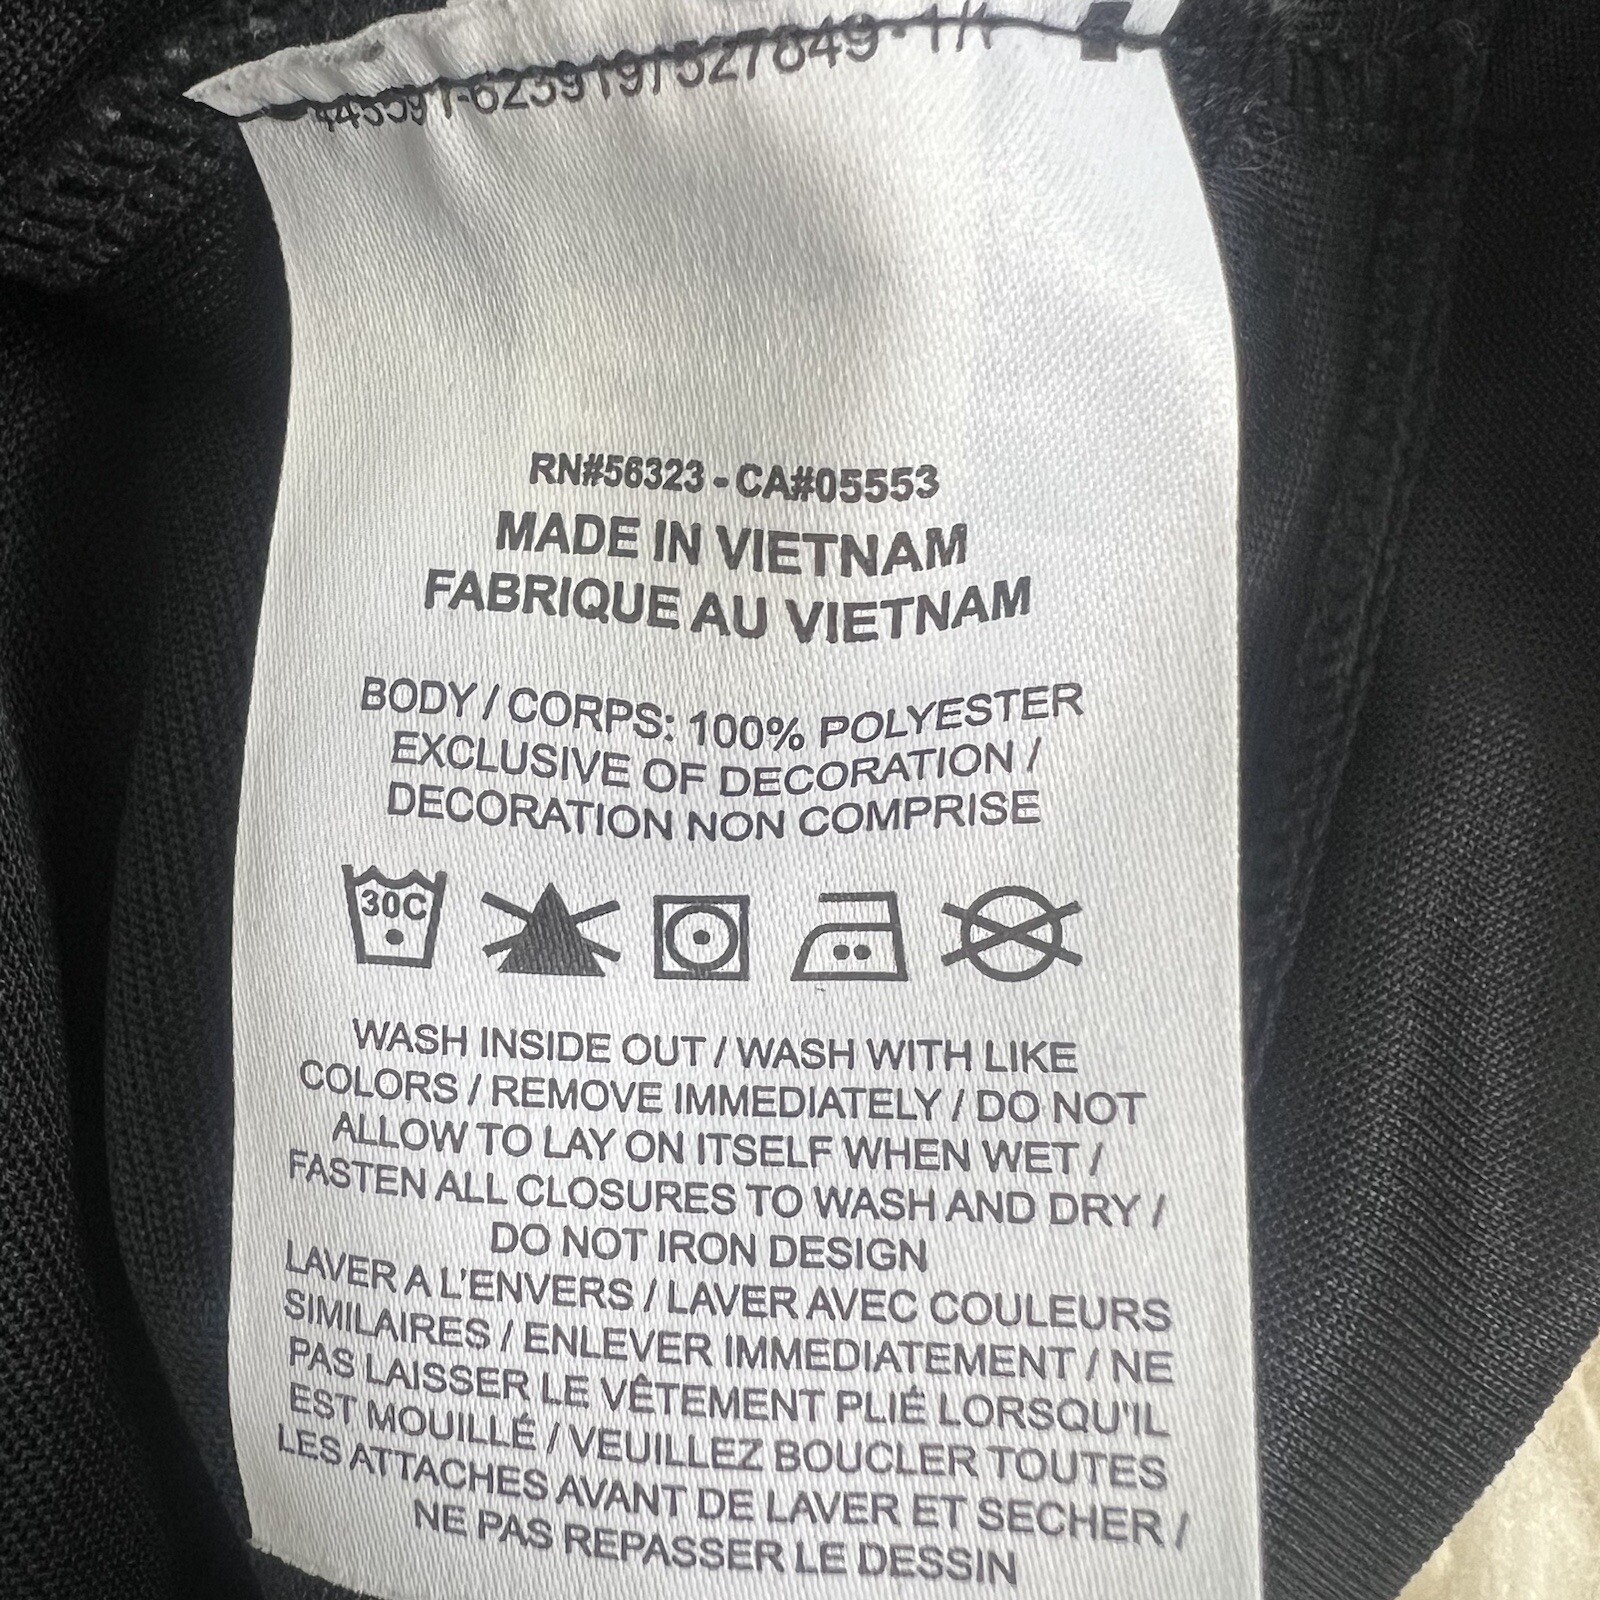 RN#56323 - CA#05553
MADE IN VIETNAM
FABRIQUE AU VIETNAM
BODY / CORPS: 100% POLYESTER
EXCLUSIVE OF DECORATION /
DECORATION NON COMPRISE
30C
WASH INSIDE OUT / WASH WITH LIKE
COLORS / REMOVE IMMEDIATELY / DO NOT
ALLOW TO LAY ON ITSELF WHEN WET /
FASTEN ALL CLOSURES TO WASH AND DRY /
DO NOT IRON DESIGN
LAVER A L'ENVERS / LAVER AVEC COULEURS
SIMILAIRES / ENLEVER IMMEDIATEMENT / NE
PAS LAISSER LE VÊTEMENT PLIÉ LORSQU'IL
EST MOUILLÉ / VEUILLEZ BOUCLER TOUTES
LES ATTACHES AVANT DE LAVER ET SECHER /
NE PAS REPASSER LE DESSIN